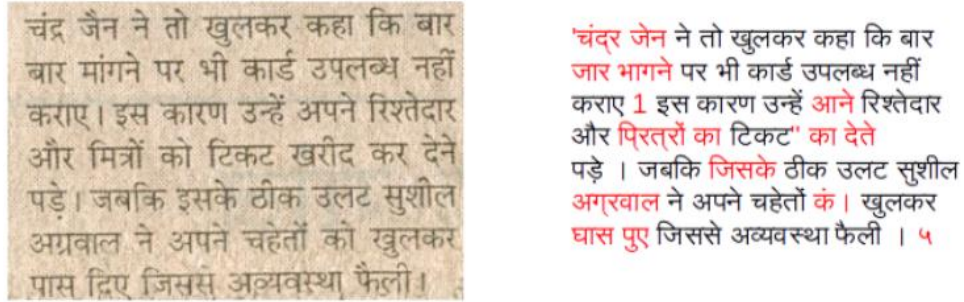 चंद्र जैन ने तो खुलकर कहा कि बार
बार मांगने पर भी कार्ड उपलब्ध नहीं
कराए। इस कारण उन्हें अपने रिश्तेदार
और मित्रों को टिकट खरीद कर देने
पड़े। जबकि इसके ठीक उलट सुशील
अग्रवाल ने अपने चहेतों को खुलकर
पास दिए जिससे अव्यवस्था फैली।
'चंद्र जेन ने तो खुलकर कहा कि बार
जार भागने पर भी कार्ड उपलब्ध नहीं
कराए 1 इस कारण उन्हें आने रिश्तेदार
और प्रित्रों का टिकट" का देते
पड़े । जबकि जिसके ठीक उलट सुशील
अग्रवाल ने अपने चहेतों कं। खुलकर
घास पुए जिससे अव्यवस्था फैली । ५